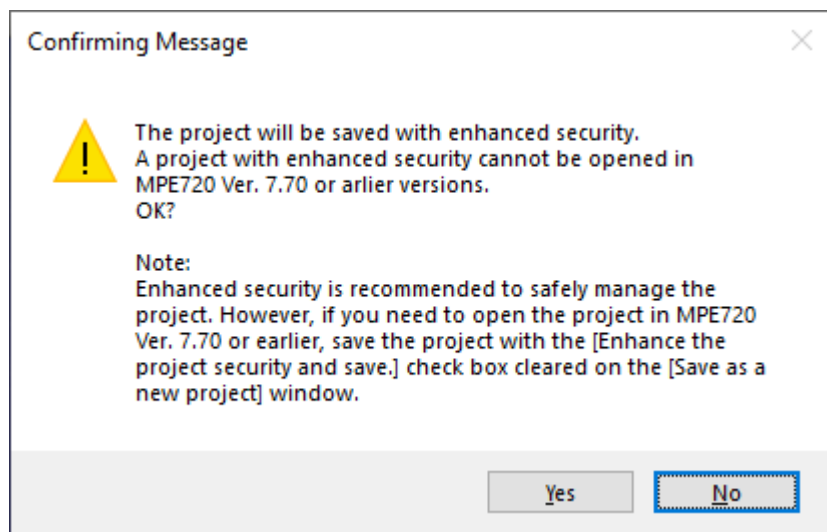 Confirming Message
The project will be saved with enhanced security.
A project with enhanced security cannot be opened in
MPE720 Ver. 7.70 or arlier versions.
OK?
Note:
Enhanced security is recommended to safely manage the
project. However, if you need to open the project in MPE720
Ver. 7.70 or earlier, save the project with the [Enhance the
project security and save.] check box cleared on the [Save as a
new project] window.
Yes
No